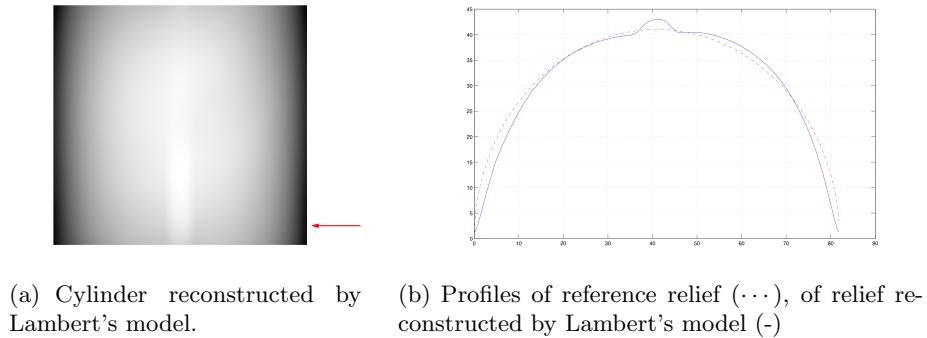 45
40
35
30
25
20
15
10
5
0
0 10 20 30 40 50 60 70 80 90
(a) Cylinder reconstructed by
Lambert's model.
(b) Profiles of reference relief (···), of relief re-
constructed by Lambert's model (-)